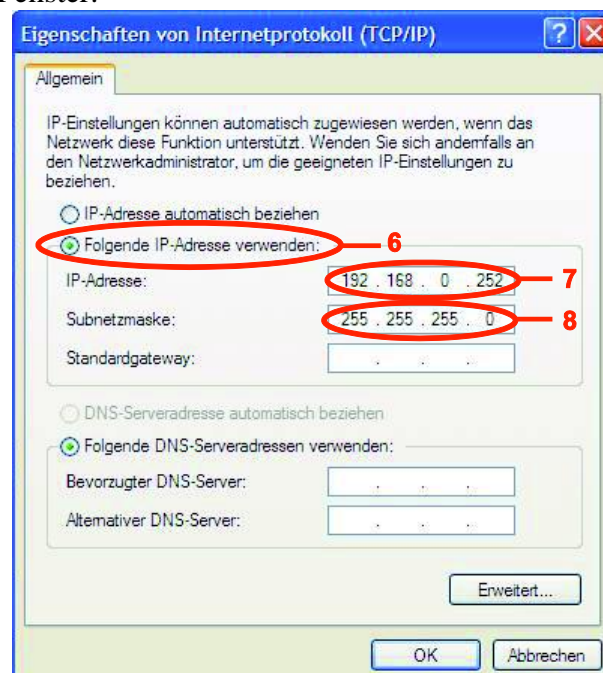 Fenster.
Eigenschaften von Internetprotokoll (TCP/IP)
Allgemein
IP-Einstellungen können automatisch zugewiesen werden, wenn das
Netzwerk diese Funktion unterstützt. Wenden Sie sich andernfalls an
den Netzwerkadministrator, um die geeigneten IP-Einstellungen zu
beziehen.
IP-Adresse automatisch beziehen
Folgende IP-Adresse verwenden: 6
IP-Adresse: 192 . 168 . 0 . 252 7
Subnetzmaske: 255 . 255 . 255 . 0 8
Standardgateway: . . .
DNS-Serveradresse automatisch beziehen
Folgende DNS-Serveradressen verwenden:
Bevorzugter DNS-Server: . . .
Alternativer DNS-Server: . . .
Erweitert...
OK Abbrechen